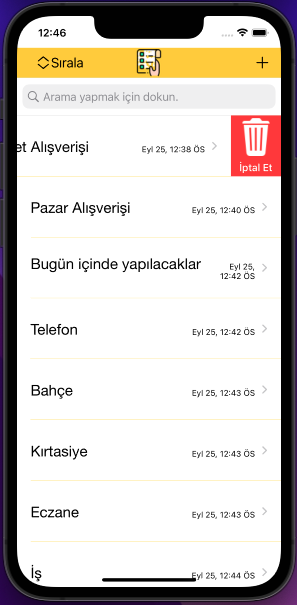 12:46
Sırala
Arama yapmak için dokun.
et Alışverişi
Eyl 25, 12:38 ÖS
İptal Et
Pazar Alışverişi
Eyl 25, 12:40 ÖS
Bugün içinde yapılacaklar
Eyl 25,
12:42 ÖS
Telefon
Eyl 25, 12:42 ÖS
Bahçe
Eyl 25, 12:43 ÖS
Kırtasiye
Eyl 25, 12:43 ÖS
Eczane
Eyl 25, 12:43 ÖS
İş
Eyl 25, 12:44 ÖS